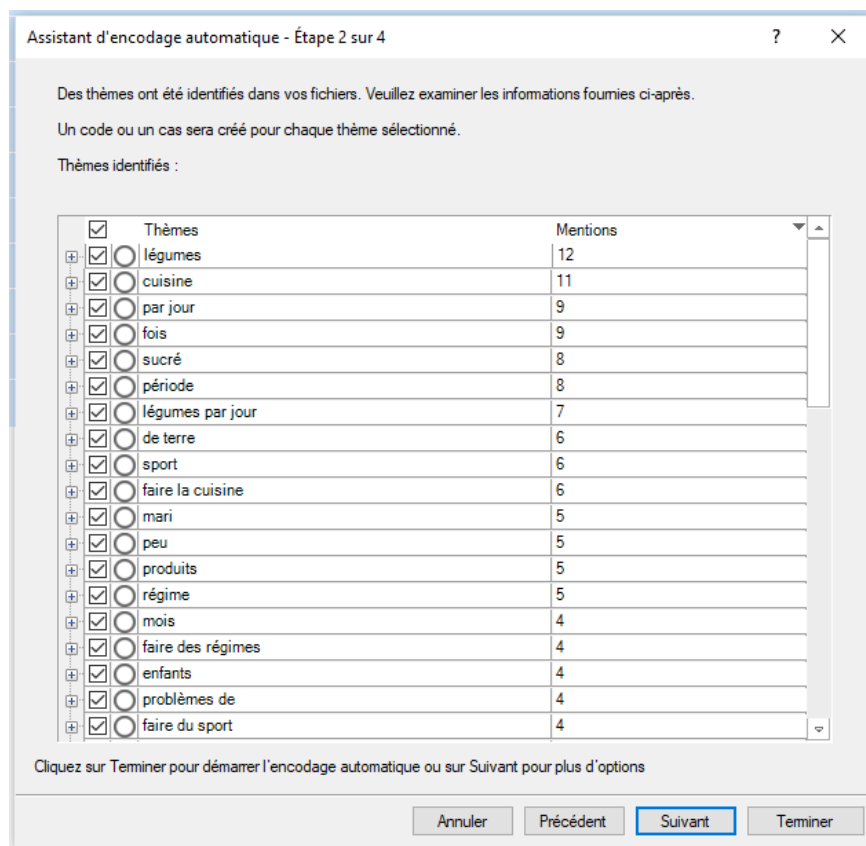 Assistant d'encodage automatique - Étape 2 sur 4 ?
Des thèmes ont été identifiés dans vos fichiers. Veuillez examiner les informations fournies ci-après.
Un code ou un cas sera créé pour chaque thème sélectionné.
Thèmes identifiés :
Thèmes Mentions
légumes 12
cuisine 11
par jour 9
fois 9
sucré 8
période 8
légumes par jour 7
de terre 6
sport 6
faire la cuisine 6
mari 5
peu 5
produits 5
régime 5
mois 4
faire des régimes 4
enfants 4
problèmes de 4
faire du sport 4
Cliquez sur Terminer pour démarrer l'encodage automatique ou sur Suivant pour plus d'options
Annuler Précédent Suivant Terminer